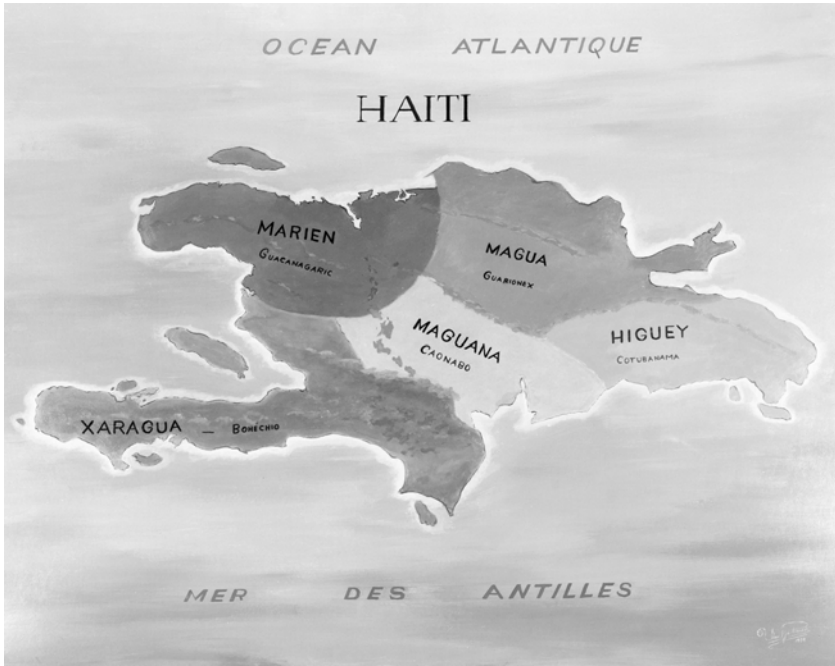 OCEAN ATLANTIQUE
HAITI
MARIEN
GUACANAGARIC
MAGUA
GUARIONEX
MAGUANA
CAONABO
HIGUEY
COTUBANAMA
XARAGUA — BOHECHIO
MER DES ANTILLES